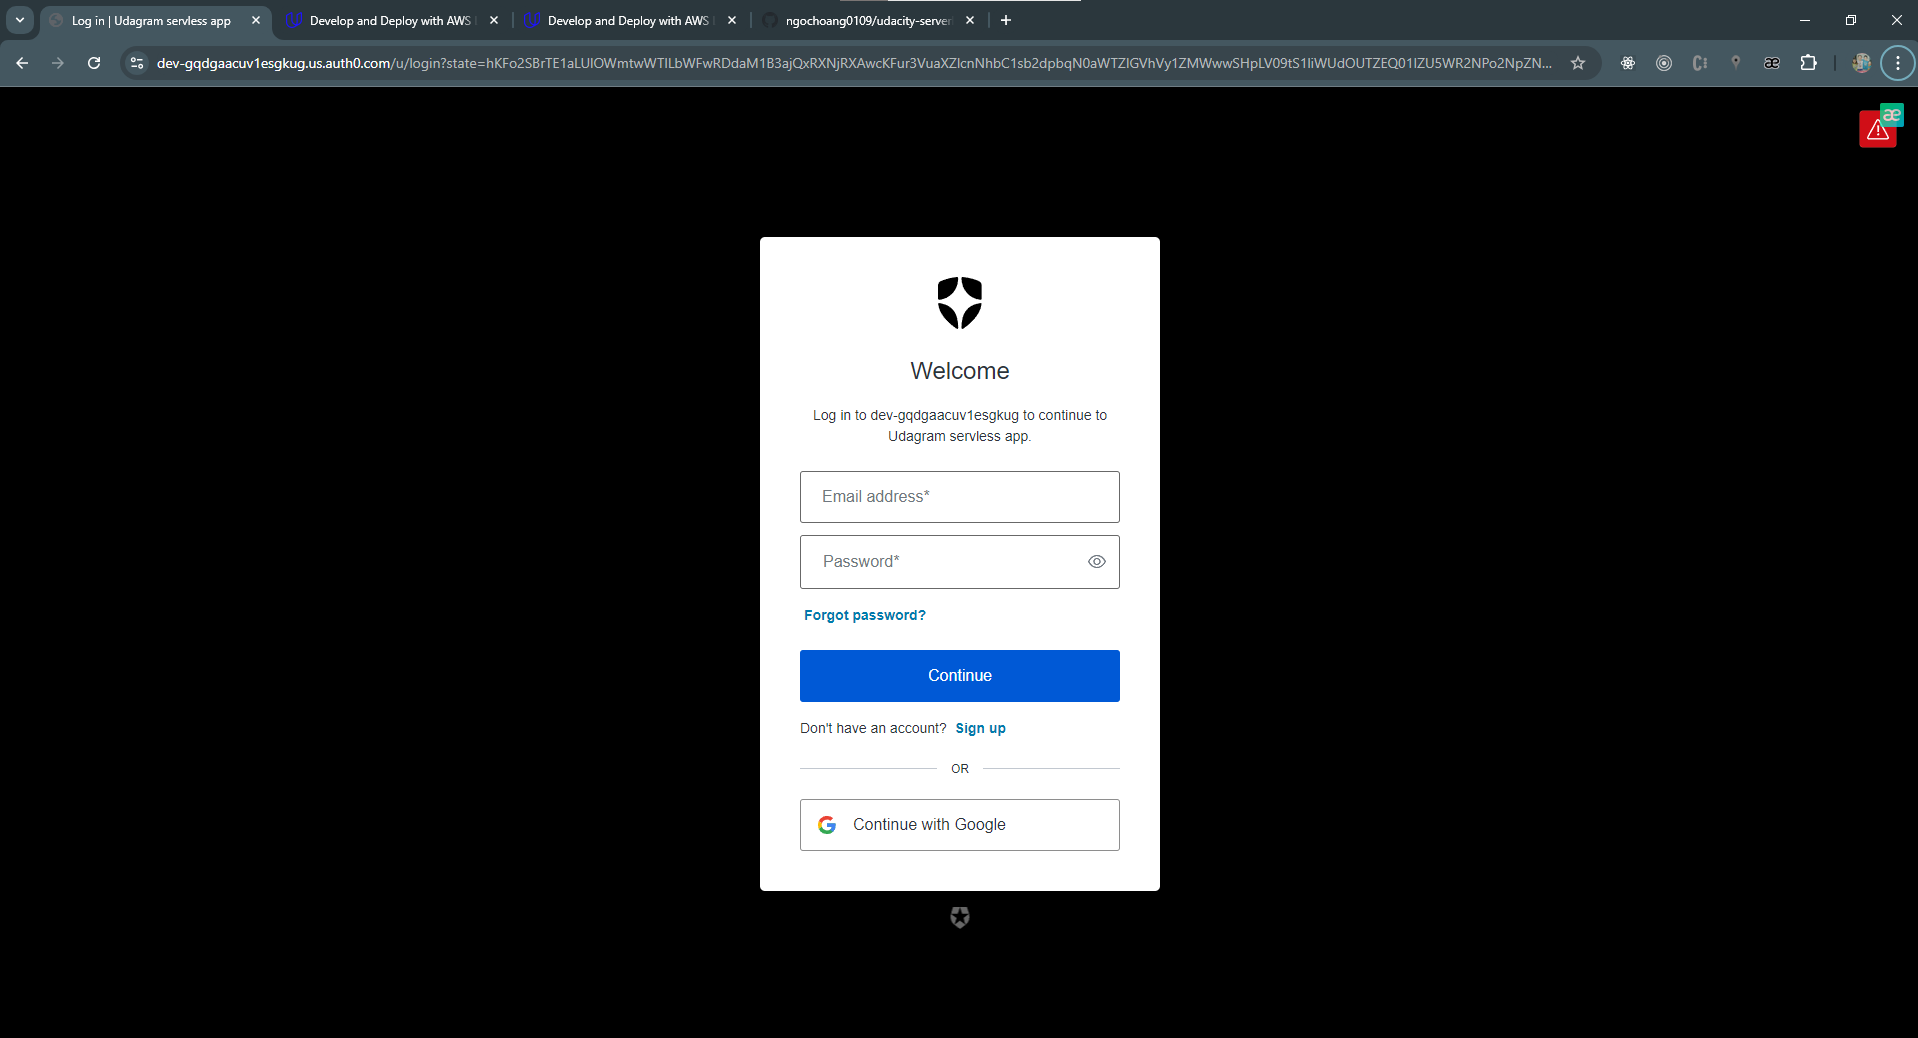 Log in | Udagram servless app
Develop and Deploy with AWS
Develop and Deploy with AWS
ngochoang0109/udacity-server
dev-gqdgaacuv1esgkug.us.auth0.com/u/login?state=
æ
æ
Welcome
Log in to dev-gqdgaacuv1esgkug to continue to
Udagram servless app.
Email address*
Password*
Forgot password?
Continue
Don't have an account? Sign up
OR
Continue with Google